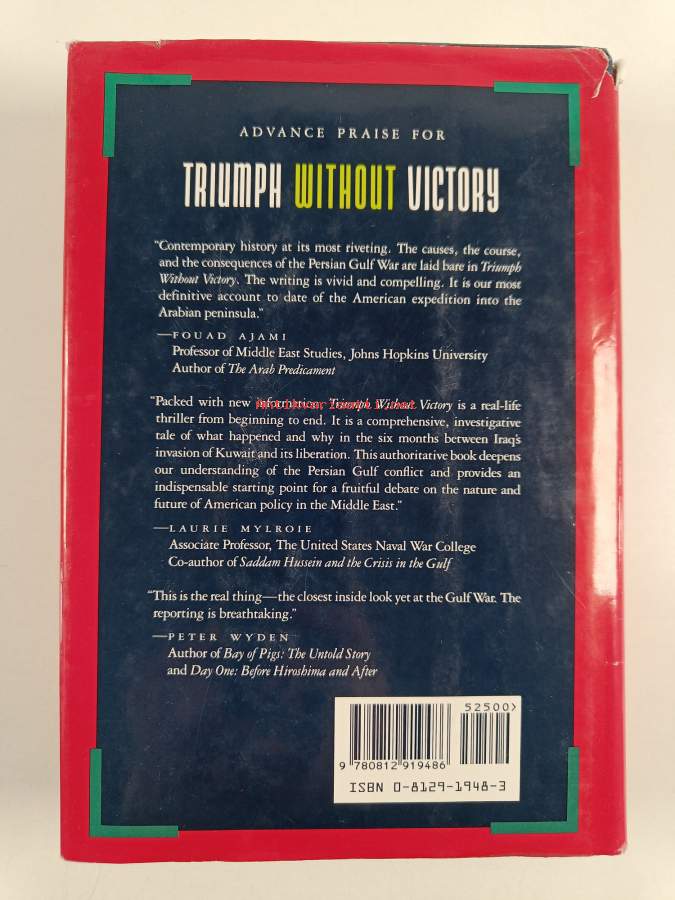 ADVANCE PRAISE FOR
TRIUMPH WITHOUT VICTORY
"Contemporary history at its most riveting. The causes, the course,
and the consequences of the Persian Gulf War are laid bare in Triumph
Without Victory. The writing is vivid and compelling. It is our most
definitive account to date of the American expedition into the
Arabian peninsula."
—FOUAD AJAMI
Professor of Middle East Studies, Johns Hopkins University
Author of The Arab Predicament
"Packed with new information, Triumph Without Victory is a real-life
thriller from beginning to end. It is a comprehensive, investigative
tale of what happened and why in the six months between Iraq's
invasion of Kuwait and its liberation. This authoritative book deepens
our understanding of the Persian Gulf conflict and provides an
indispensable starting point for a fruitful debate on the nature and
future of American policy in the Middle East."
—LAURIE MYLROIE
Associate Professor, The United States Naval War College
Co-author of Saddam Hussein and the Crisis in the Gulf
"This is the real thing—the closest inside look yet at the Gulf War. The
reporting is breathtaking."
—PETER WYDEN
Author of Bay of Pigs: The Untold Story
and Day One: Before Hiroshima and After
52500>
9 780812 919486
ISBN 0-8129-1948-3